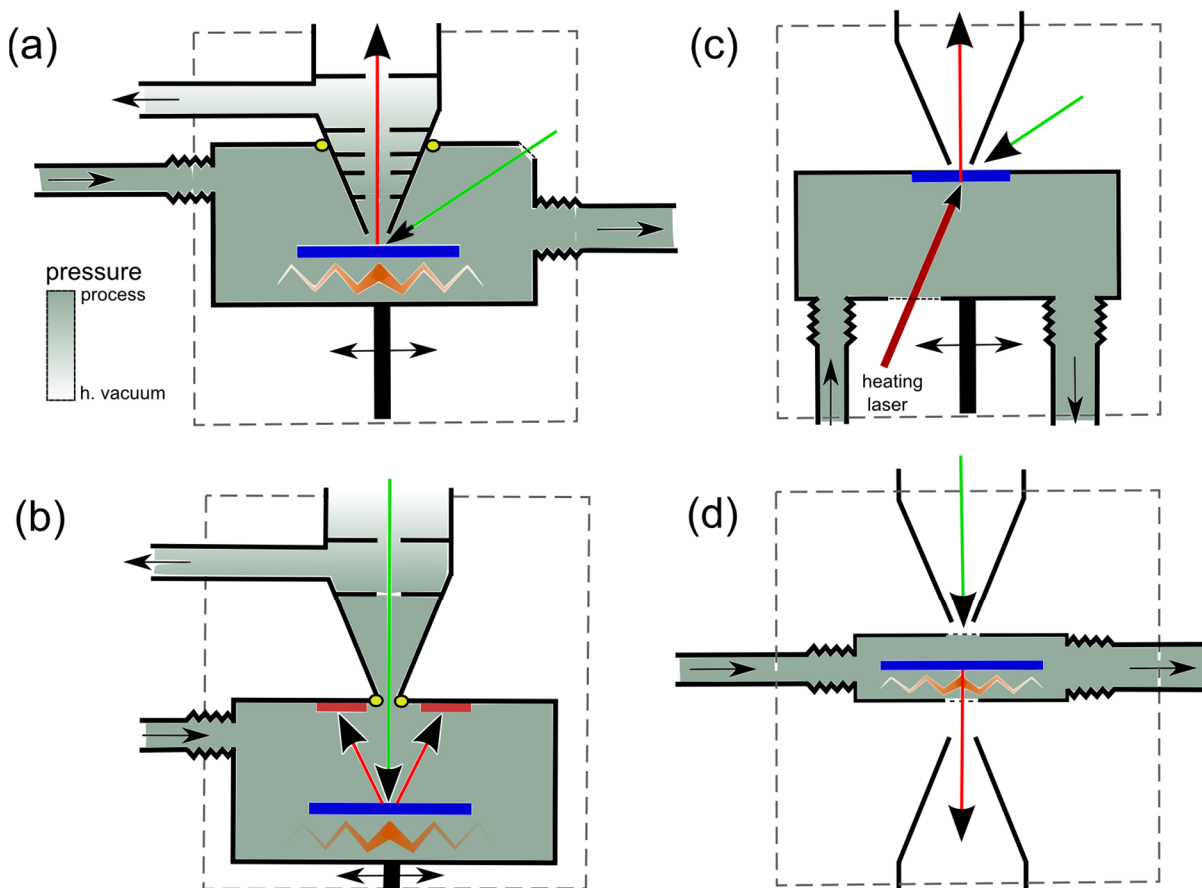 (a)
pressure
process
h. vacuum
(c)
heating
laser
(b)
(d)